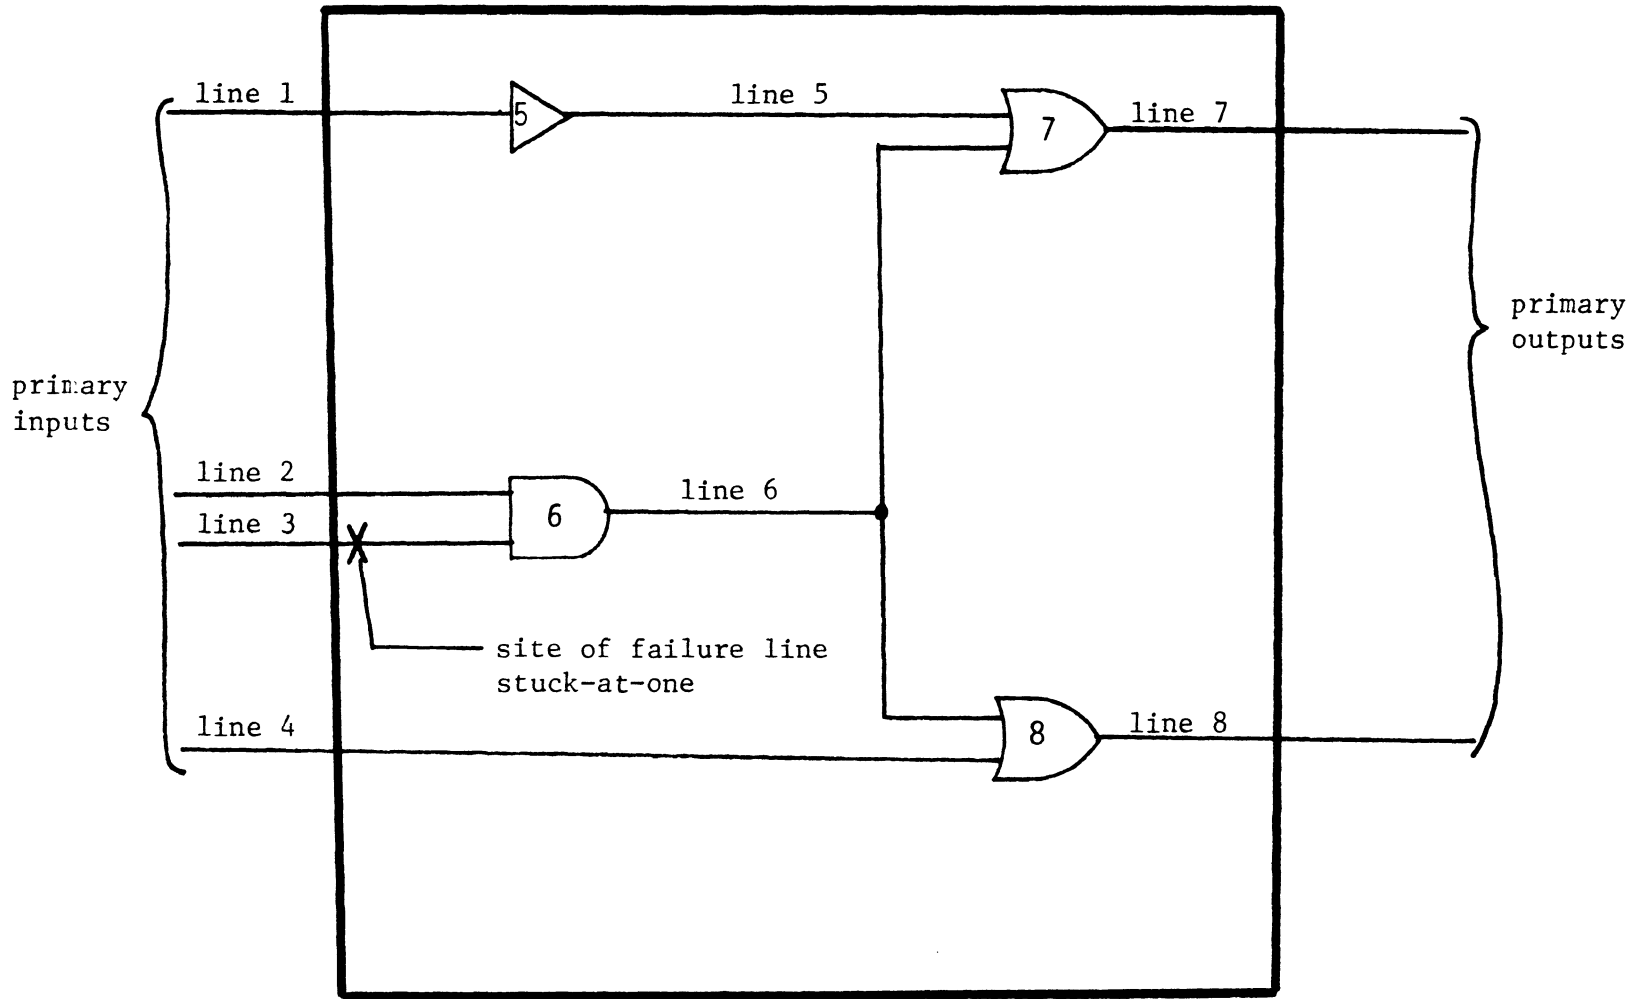 line 1
5
line 5
7
line 7
primary
outputs
primary
inputs
line 2
line 3
6
line 6
site of failure line
stuck-at-one
line 4
8
line 8